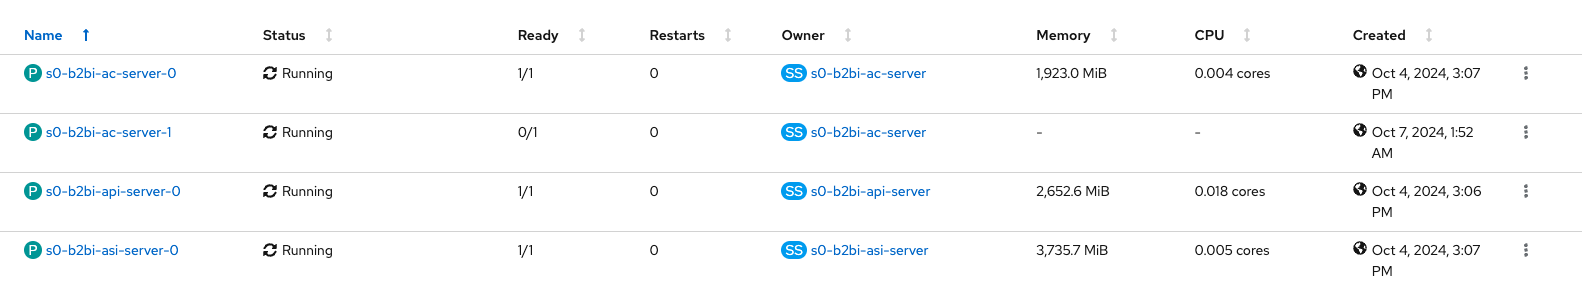 Name Status Ready Restarts Owner Memory CPU Created
P s0-b2bi-ac-server-0 Running 1/1 0 SS s0-b2bi-ac-server 1,923.0 MiB 0.004 cores Oct 4, 2024, 3:07
PM
P s0-b2bi-ac-server-1 Running 0/1 0 SS s0-b2bi-ac-server - - Oct 7, 2024, 1:52
AM
P s0-b2bi-api-server-0 Running 1/1 0 SS s0-b2bi-api-server 2,652.6 MiB 0.018 cores Oct 4, 2024, 3:06
PM
P s0-b2bi-asi-server-0 Running 1/1 0 SS s0-b2bi-asi-server 3,735.7 MiB 0.005 cores Oct 4, 2024, 3:07
PM